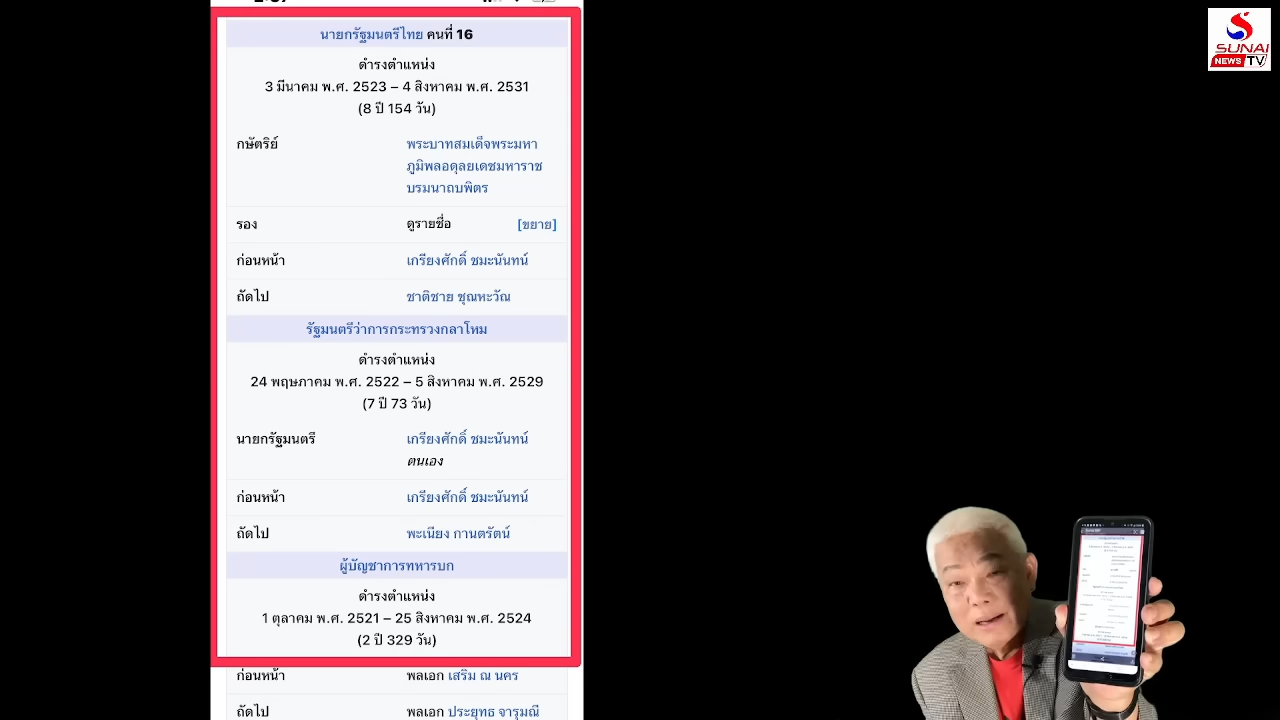 SUNAI
NEWS TV
นายกรัฐมนตรีไทย คนที่ 16
ดำรงตำแหน่ง
3 มีนาคม พ.ศ. 2523 – 4 สิงหาคม พ.ศ. 2531
(8 ปี 154 วัน)
กษัตริย์ พระบาทสมเด็จพระมหา
ภูมิพลอดุลยเดชมหาราช
บรมนาถบพิตร
รอง ดูรายชื่อ [ขยาย]
ก่อนหน้า เกรียงศักดิ์ ชมะนันทน์
ถัดไป ชาติชาย ชุณหะวัณ
รัฐมนตรีว่าการกระทรวงกลาโหม
ดำรงตำแหน่ง
24 พฤษภาคม พ.ศ. 2522 – 5 สิงหาคม พ.ศ. 2529
(7 ปี 73 วัน)
นายกรัฐมนตรี เกรียงศักดิ์ ชมะนันทน์
ตนเอง
ก่อนหน้า เกรียงศักดิ์ ชมะนันทน์
ถัดไป พะเนียง กานตรัตน์
ผู้บัญชาการทหารบก
ดำรงตำแหน่ง
1 ตุลาคม พ.ศ. 2521 – 25 สิงหาคม พ.ศ. 2524
(2 ปี 329 วัน)
ก่อนหน้า พลเอก เสริม ณ นคร
ถัดไป พลเอก ประยุทธ จารุมณี